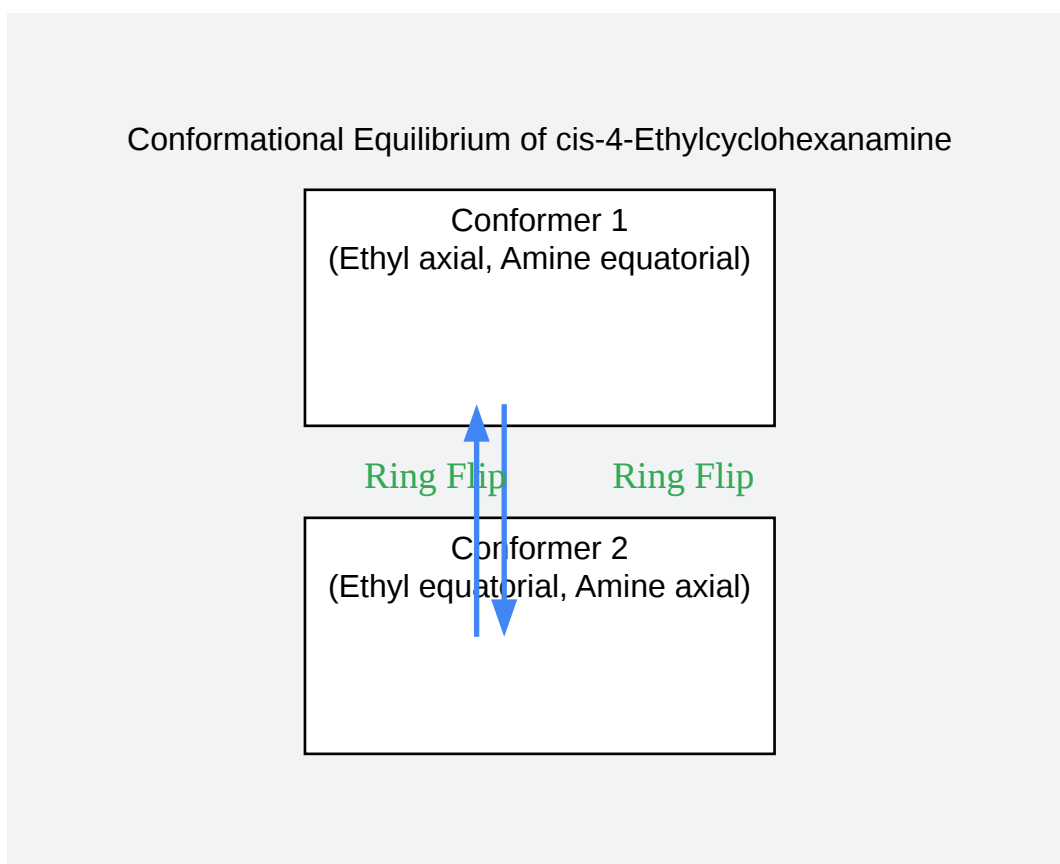 Conformational Equilibrium of cis-4-Ethylcyclohexanamine
Conformer 1
(Ethyl axial, Amine equatorial)
Ring Flip Ring Flip
Conformer 2
(Ethyl equatorial, Amine axial)